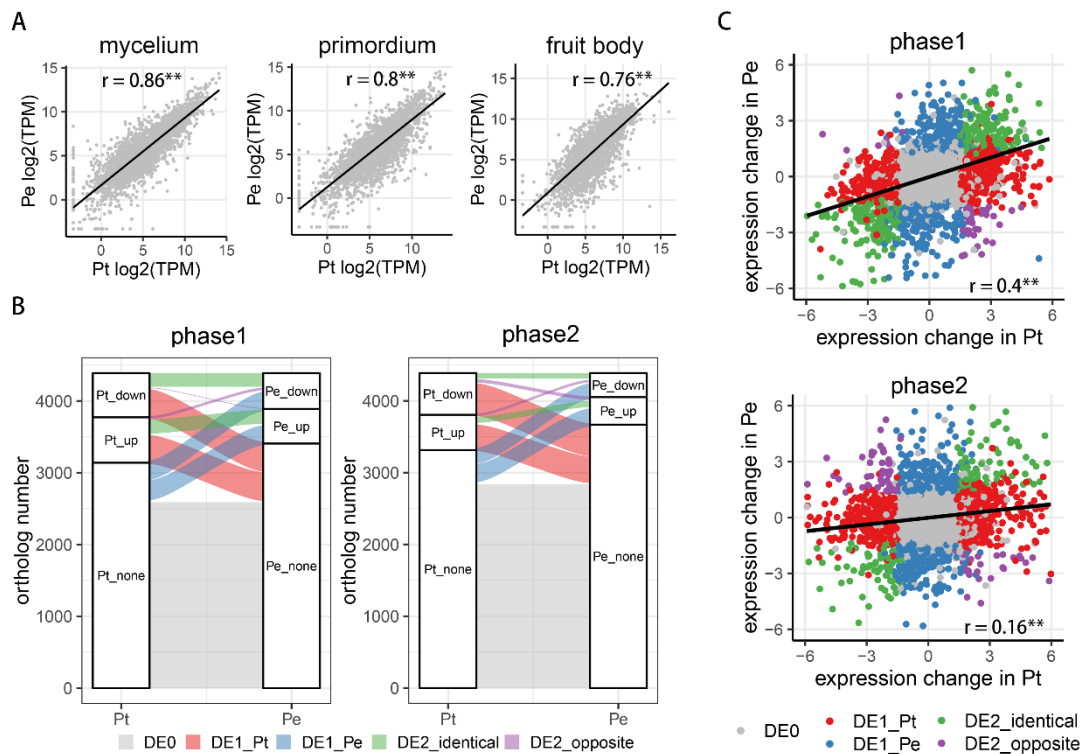 A
mycelium
r = 0.86**
Pe log2(TPM)
10
5
0
0
5
10
15
Pt log2(TPM)
primordium
r = 0.8**
Pe log2(TPM)
15
10
5
0
0
5
10
Pt log2(TPM)
fruit body
r = 0.76**
Pe log2(TPM)
15
10
5
0
0
5
10
15
Pt log2(TPM)
B
phase1
ortholog number
4000
3000
2000
1000
0
Pt_down
Pt_up
Pt_none
Pe_down
Pe_up
Pe_none
Pt
Pe
phase2
ortholog number
4000
3000
2000
1000
0
Pt_down
Pt_up
Pt_none
Pe_down
Pe_up
Pe_none
Pt
Pe
DE0 DE1_Pt DE1_Pe DE2_identical DE2_opposite
C
phase1
expression change in Pe
6
3
0
−3
−6
r = 0.4**
−6
−3
0
3
6
expression change in Pt
phase2
expression change in Pe
6
3
0
−3
−6
r = 0.16**
−6
−3
0
3
6
expression change in Pt
DE0
DE1_Pt
DE2_identical
DE1_Pe
DE2_opposite